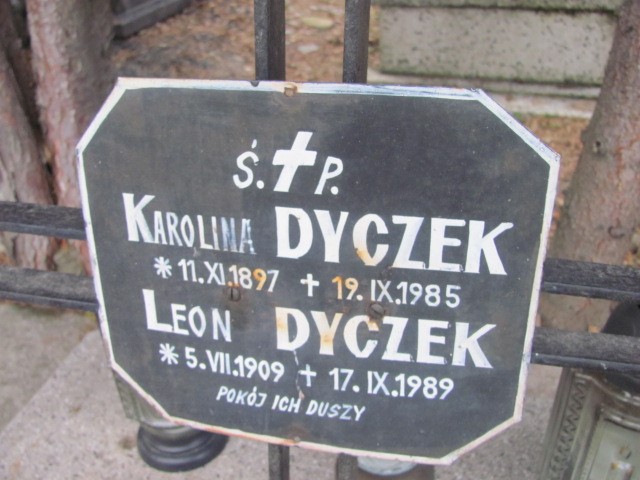 Ś. ✝ P.
KAROLINA DYCZEK
* 11.XI.1897 ✝ 19.IX.1985
LEON DYCZEK
* 5.VII.1909 ✝ 17.IX.1989
POKÓJ ICH DUSZY